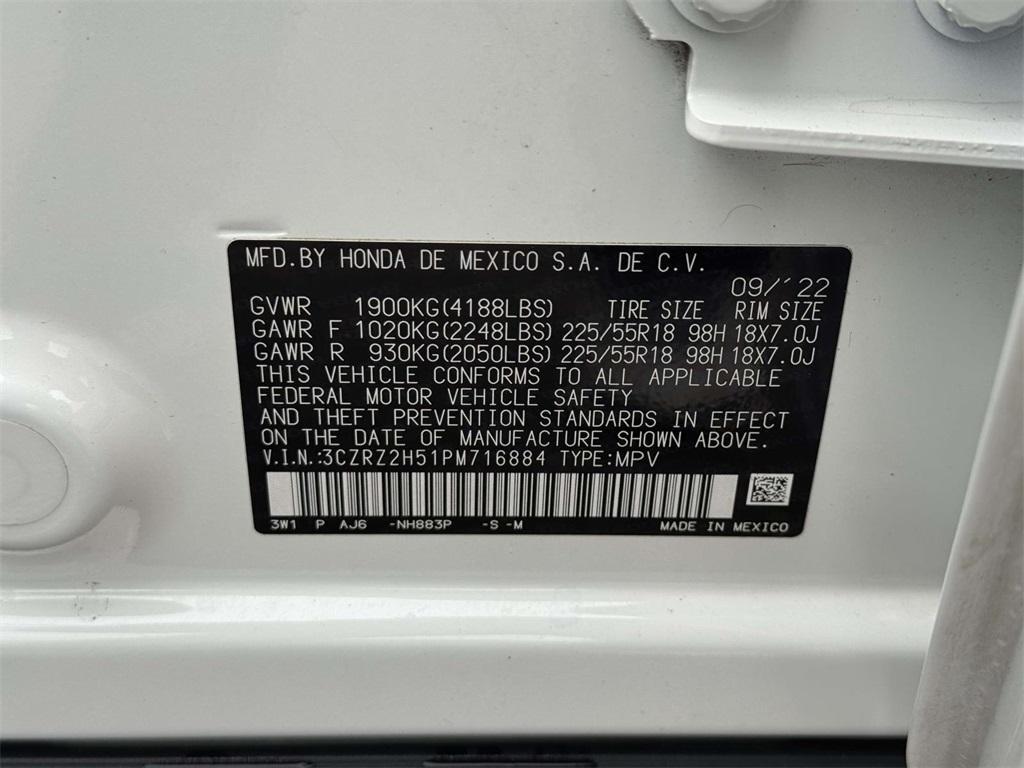 MFD.BY HONDA DE MEXICO S.A. DE C.V.
09/'22
GVWR 1900KG(4188LBS) TIRE SIZE RIM SIZE
GAWR F 1020KG(2248LBS) 225/55R18 98H 18X7.0J
GAWR R 930KG(2050LBS) 225/55R18 98H 18X7.0J
THIS VEHICLE CONFORMS TO ALL APPLICABLE
FEDERAL MOTOR VEHICLE SAFETY
AND THEFT PREVENTION STANDARDS IN EFFECT
ON THE DATE OF MANUFACTURE SHOWN ABOVE.
V.I.N.:3CZRZ2H51PM716884 TYPE:MPV
3W1 P AJ6 -NH883P -S -M MADE IN MEXICO